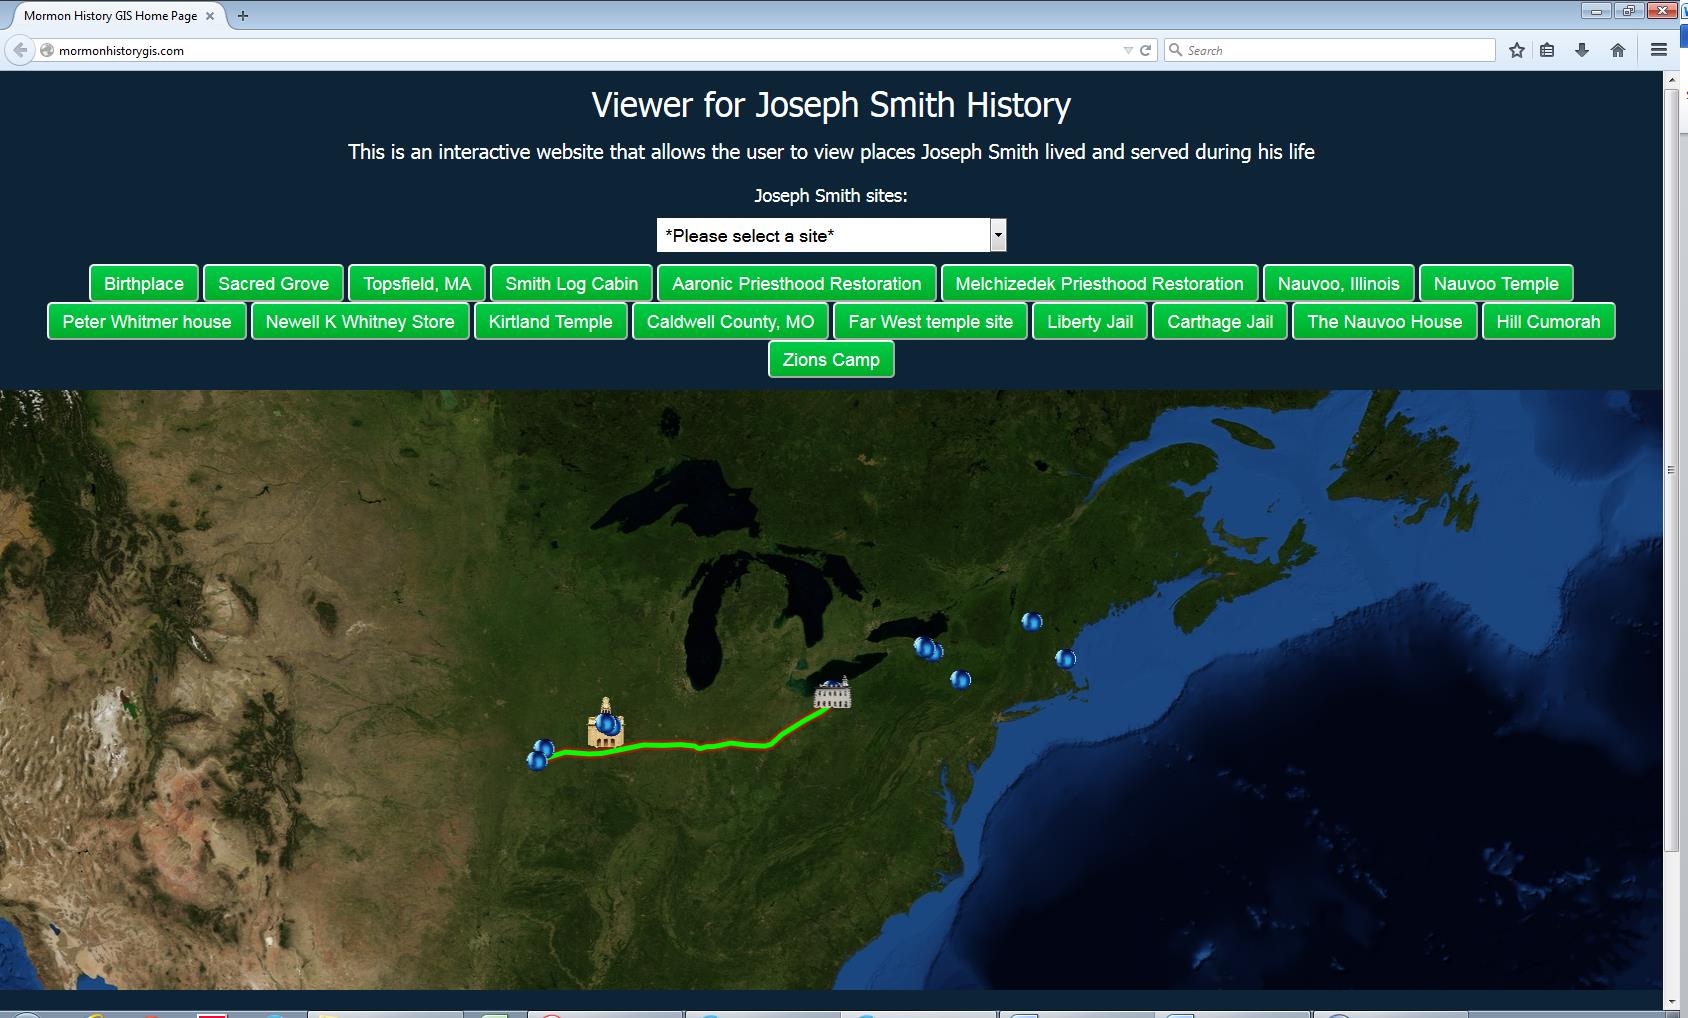 Mormon History GIS Home Page
mormonhistorygis.com
Search
Viewer for Joseph Smith History
This is an interactive website that allows the user to view places Joseph Smith lived and served during his life
Joseph Smith sites:
*Please select a site*
Birthplace Sacred Grove Topsfield, MA Smith Log Cabin Aaronic Priesthood Restoration Melchizedek Priesthood Restoration Nauvoo, Illinois Nauvoo Temple
Peter Whitmer house Newell K Whitney Store Kirtland Temple Caldwell County, MO Far West temple site Liberty Jail Carthage Jail The Nauvoo House Hill Cumorah
Zions Camp